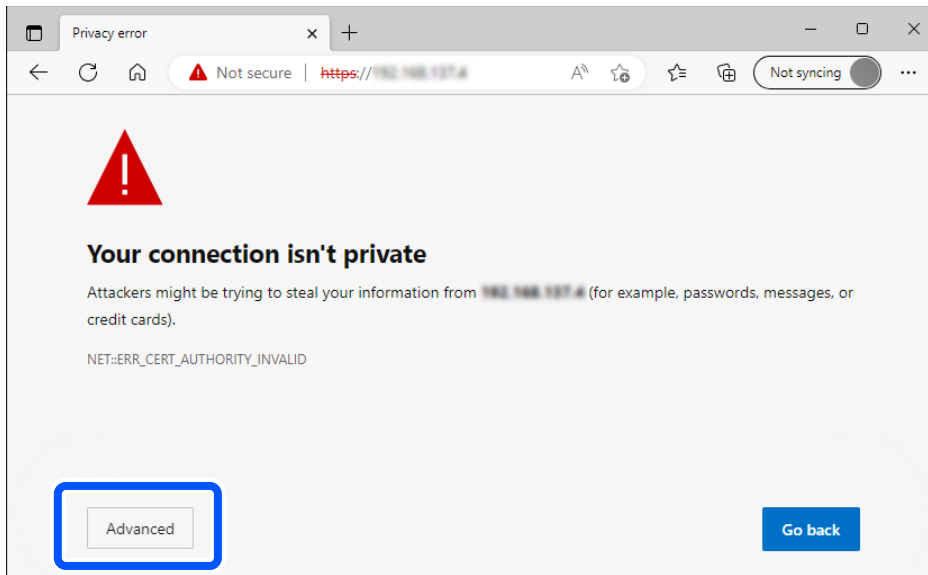 Privacy error
Not secure https://
Not syncing
Your connection isn't private
Attackers might be trying to steal your information from (for example, passwords, messages, or
credit cards).
NET::ERR_CERT_AUTHORITY_INVALID
Advanced
Go back